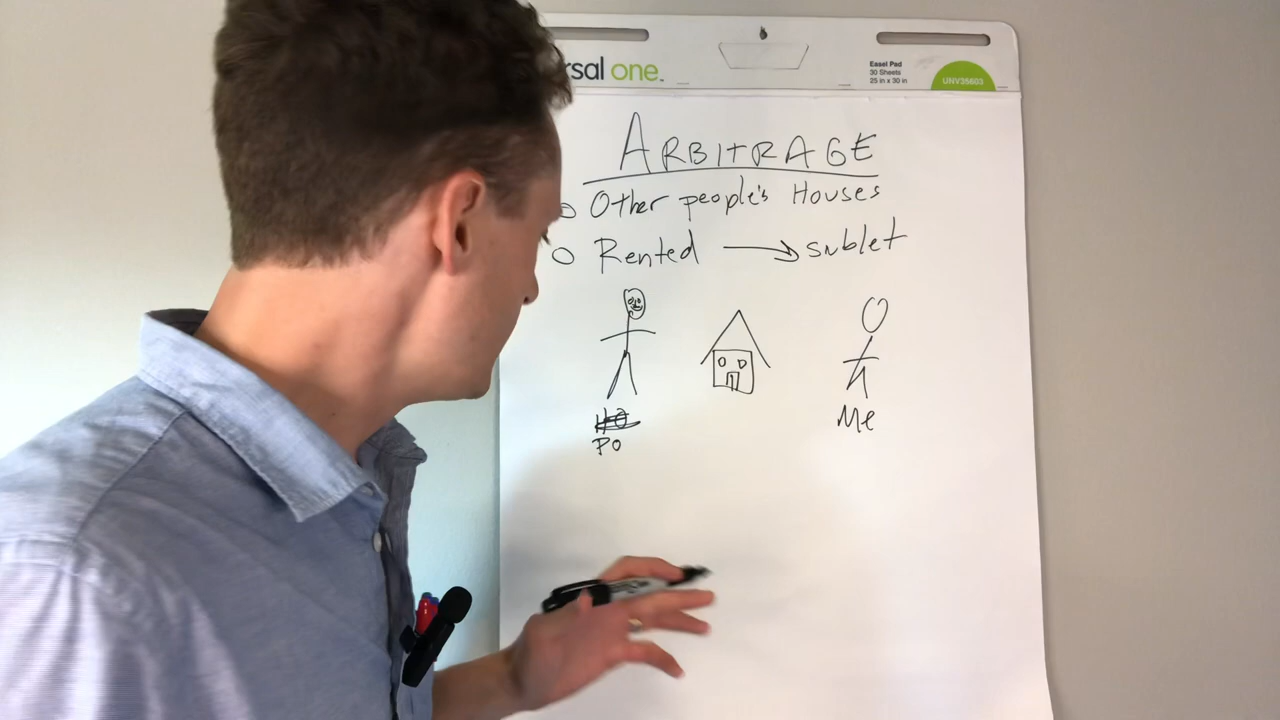 rsal one
Easel Pad
30 Sheets
25 in x 30 in
UNV35603
ARBITRAGE
Other people's Houses
Rented → sublet
PO
Me